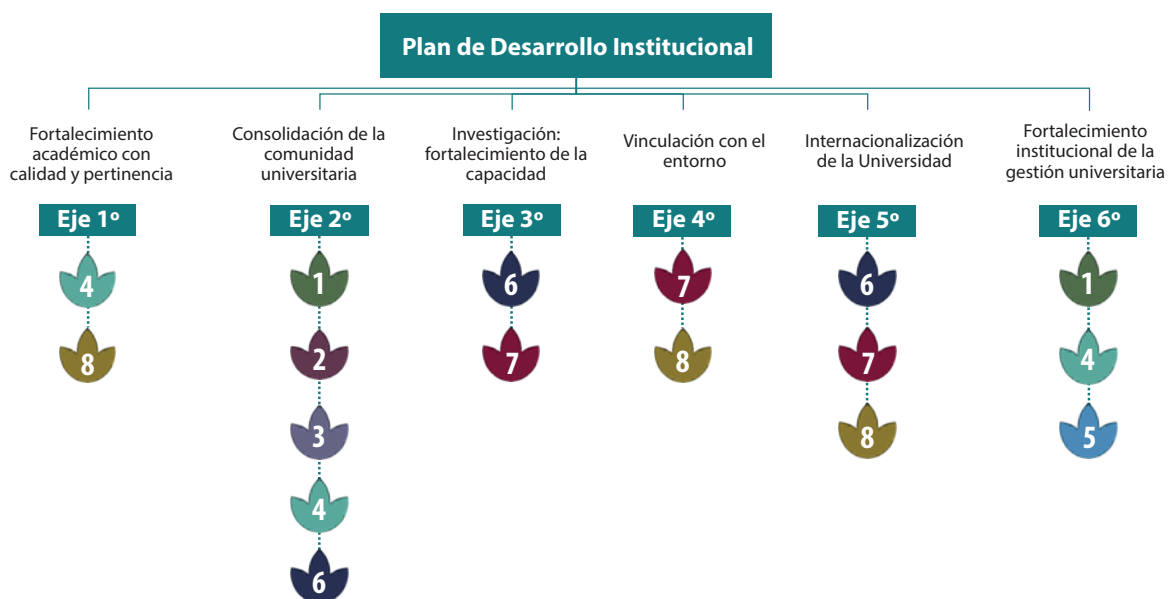 Plan de Desarrollo Institucional
Fortalecimiento
académico con
calidad y pertinencia
Eje 1º
4
8
Consolidación de la
comunidad
universitaria
Eje 2º
1
2
3
4
6
Investigación:
fortalecimiento de la
capacidad
Eje 3º
6
7
Vinculación con el
entorno
Eje 4º
7
8
Internacionalización
de la Universidad
Eje 5º
6
7
8
Fortalecimiento
institucional de la
gestión universitaria
Eje 6º
1
4
5